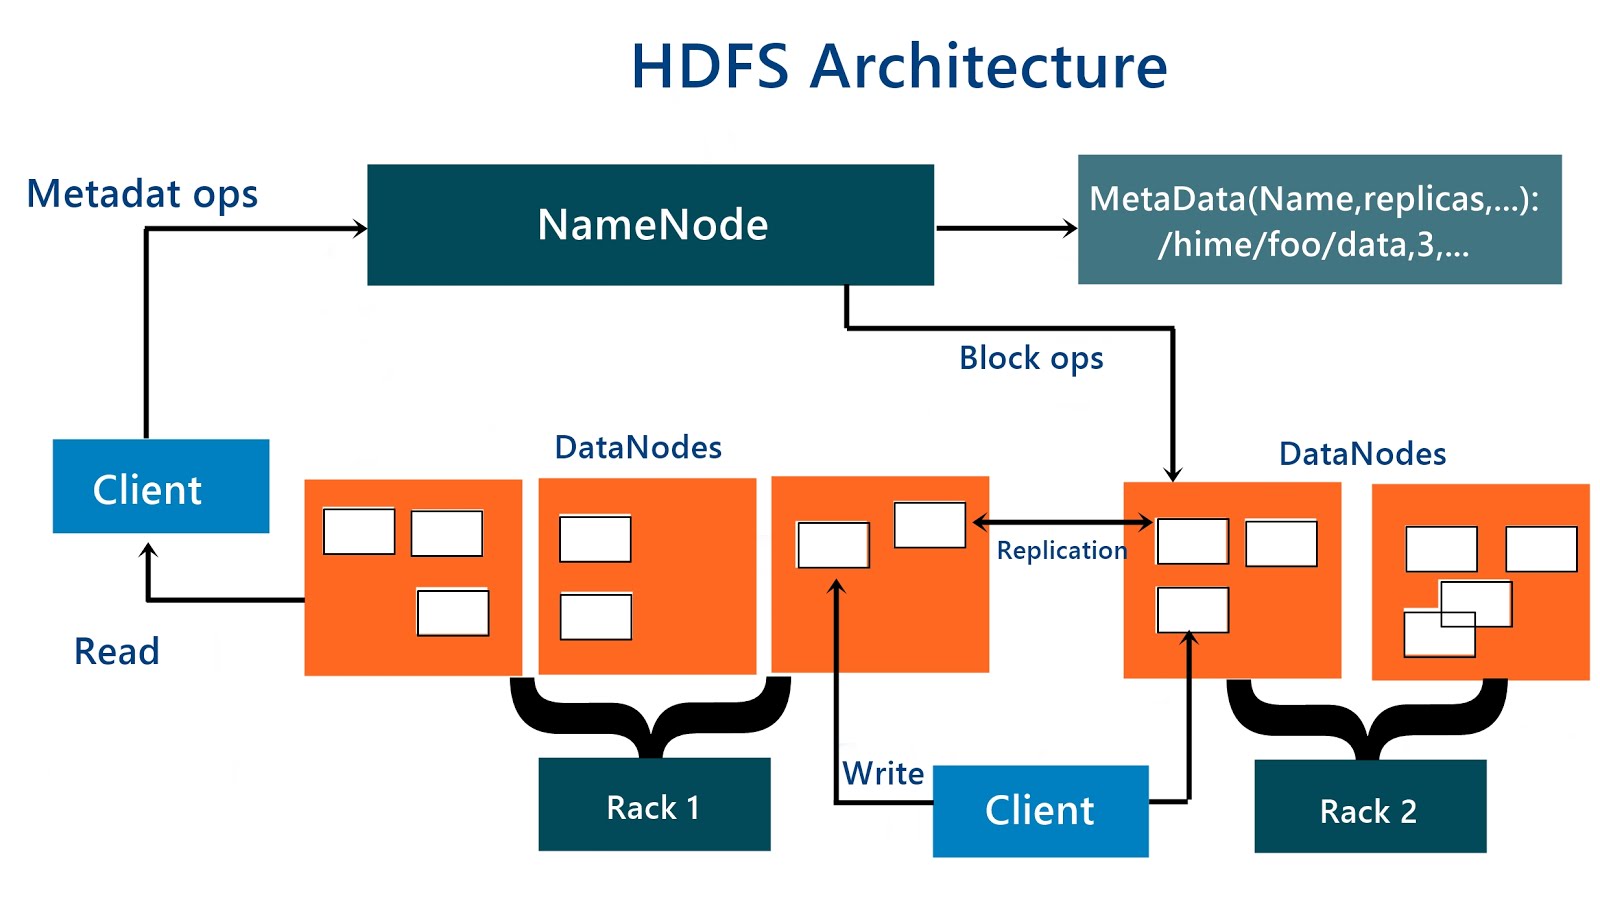 HDFS Architecture
Metadat ops
NameNode
MetaData(Name,replicas,...):
/hime/foo/data,3,...
Block ops
Client
DataNodes
DataNodes
Replication
Read
Write
Rack 1
Client
Rack 2